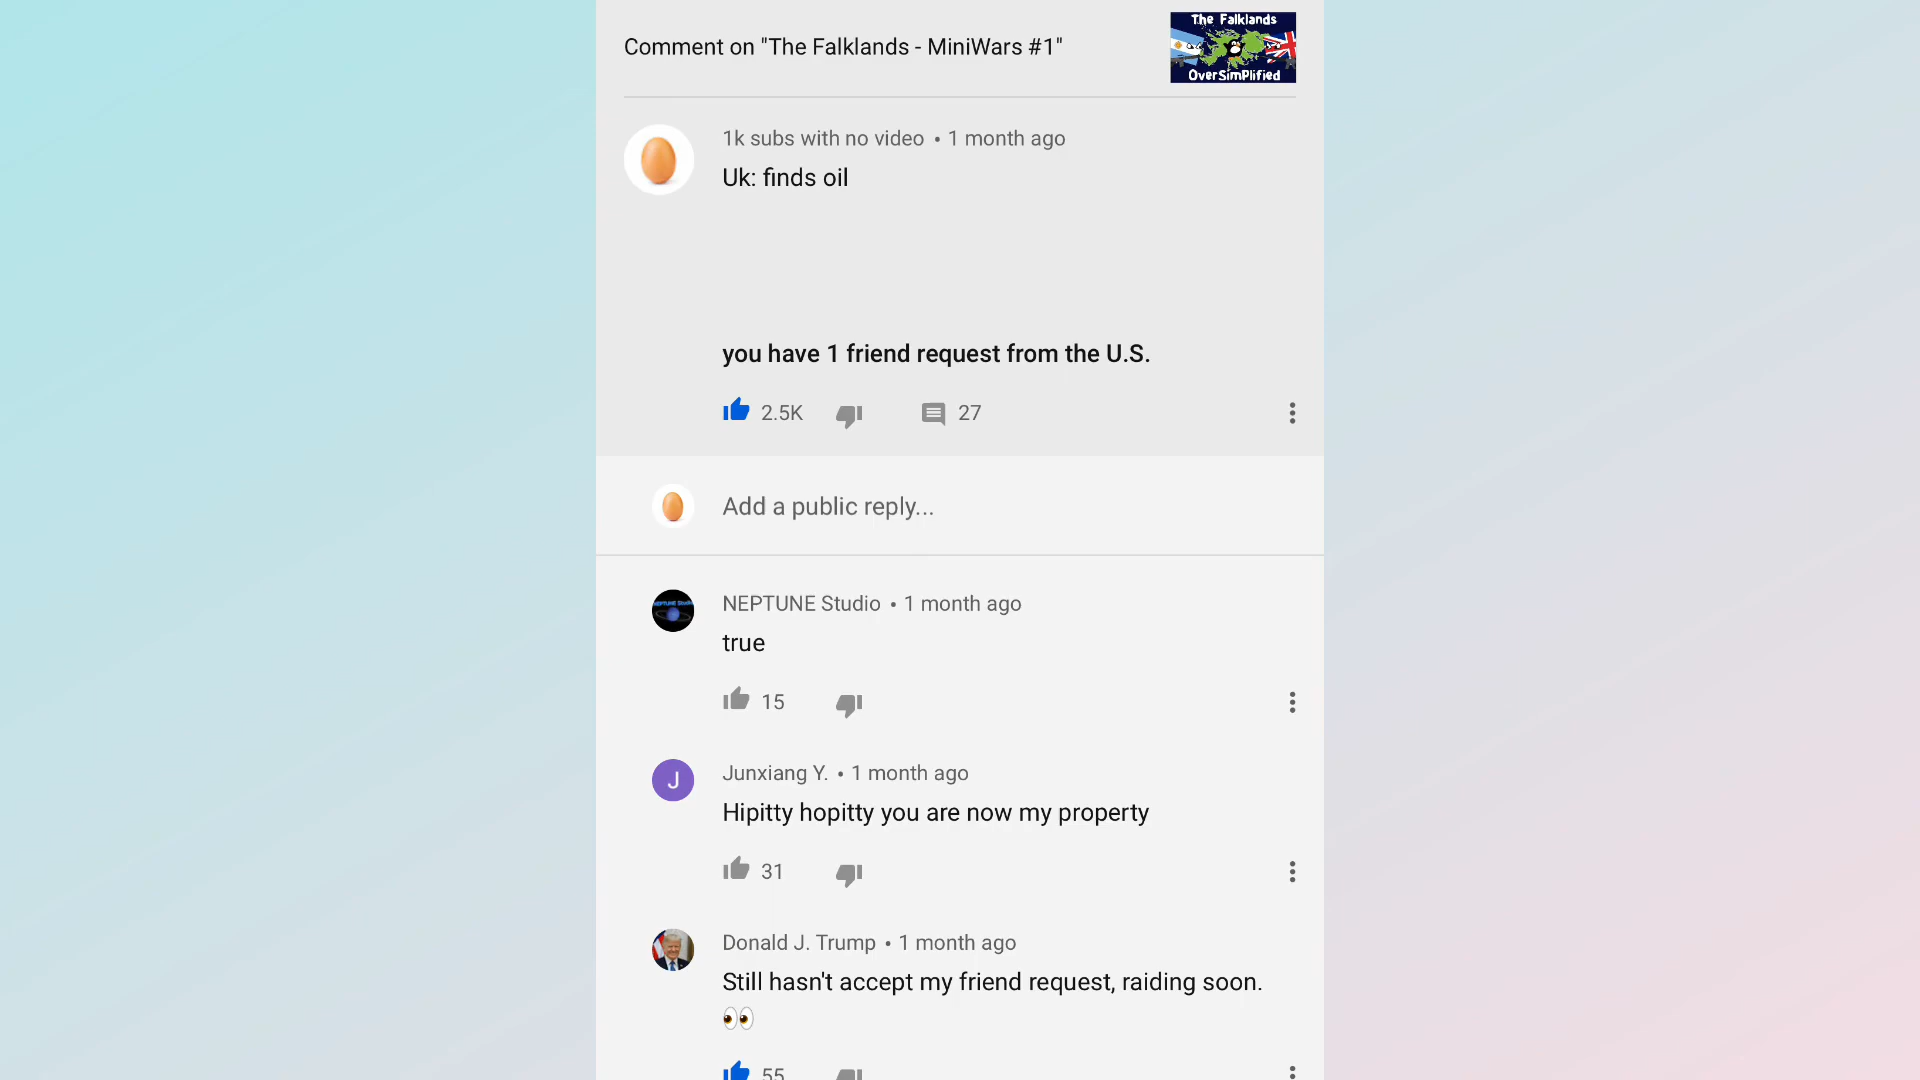 Comment on "The Falklands - MiniWars #1"
The Falklands
OverSimplified
1k subs with no video • 1 month ago
Uk: finds oil
you have 1 friend request from the U.S.
2.5K
27
Add a public reply...
NEPTUNE Studio
NEPTUNE Studio • 1 month ago
true
15
J
Junxiang Y. • 1 month ago
Hipitty hopitty you are now my property
31
Donald J. Trump • 1 month ago
Still hasn't accept my friend request, raiding soon.
👀
55